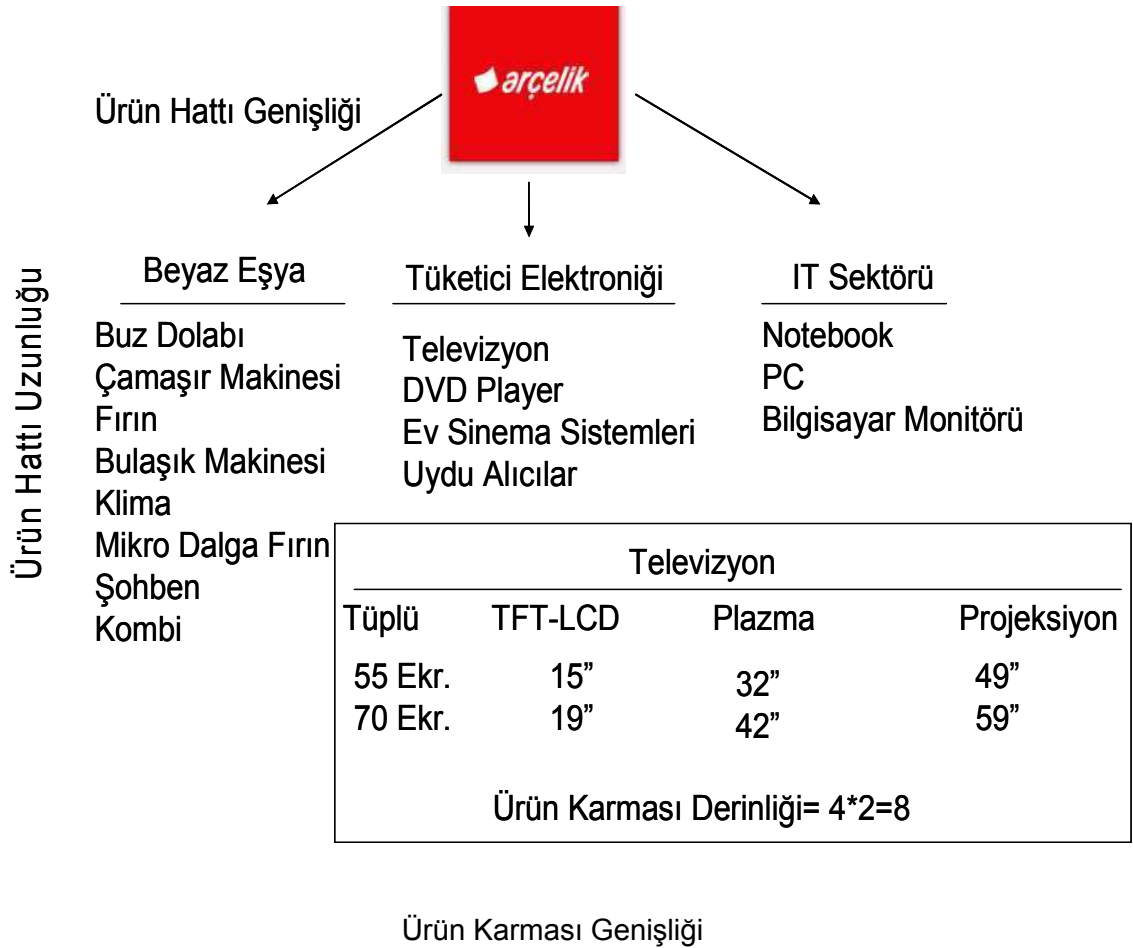 arçelik
Ürün Hattı Genişliği
Ürün Hattı Uzunluğu
Beyaz Eşya
Buz Dolabı
Çamaşır Makinesi
Fırın
Bulaşık Makinesi
Klima
Mikro Dalga Fırın
Şohben
Kombi
Tüketici Elektroniği
Televizyon
DVD Player
Ev Sinema Sistemleri
Uydu Alıcılar
IT Sektörü
Notebook
PC
Bilgisayar Monitörü
Televizyon
Tüplü TFT-LCD Plazma Projeksiyon
55 Ekr. 15” 32” 49”
70 Ekr. 19” 42” 59”
Ürün Karması Derinliği= 4*2=8
Ürün Karması Genişliği